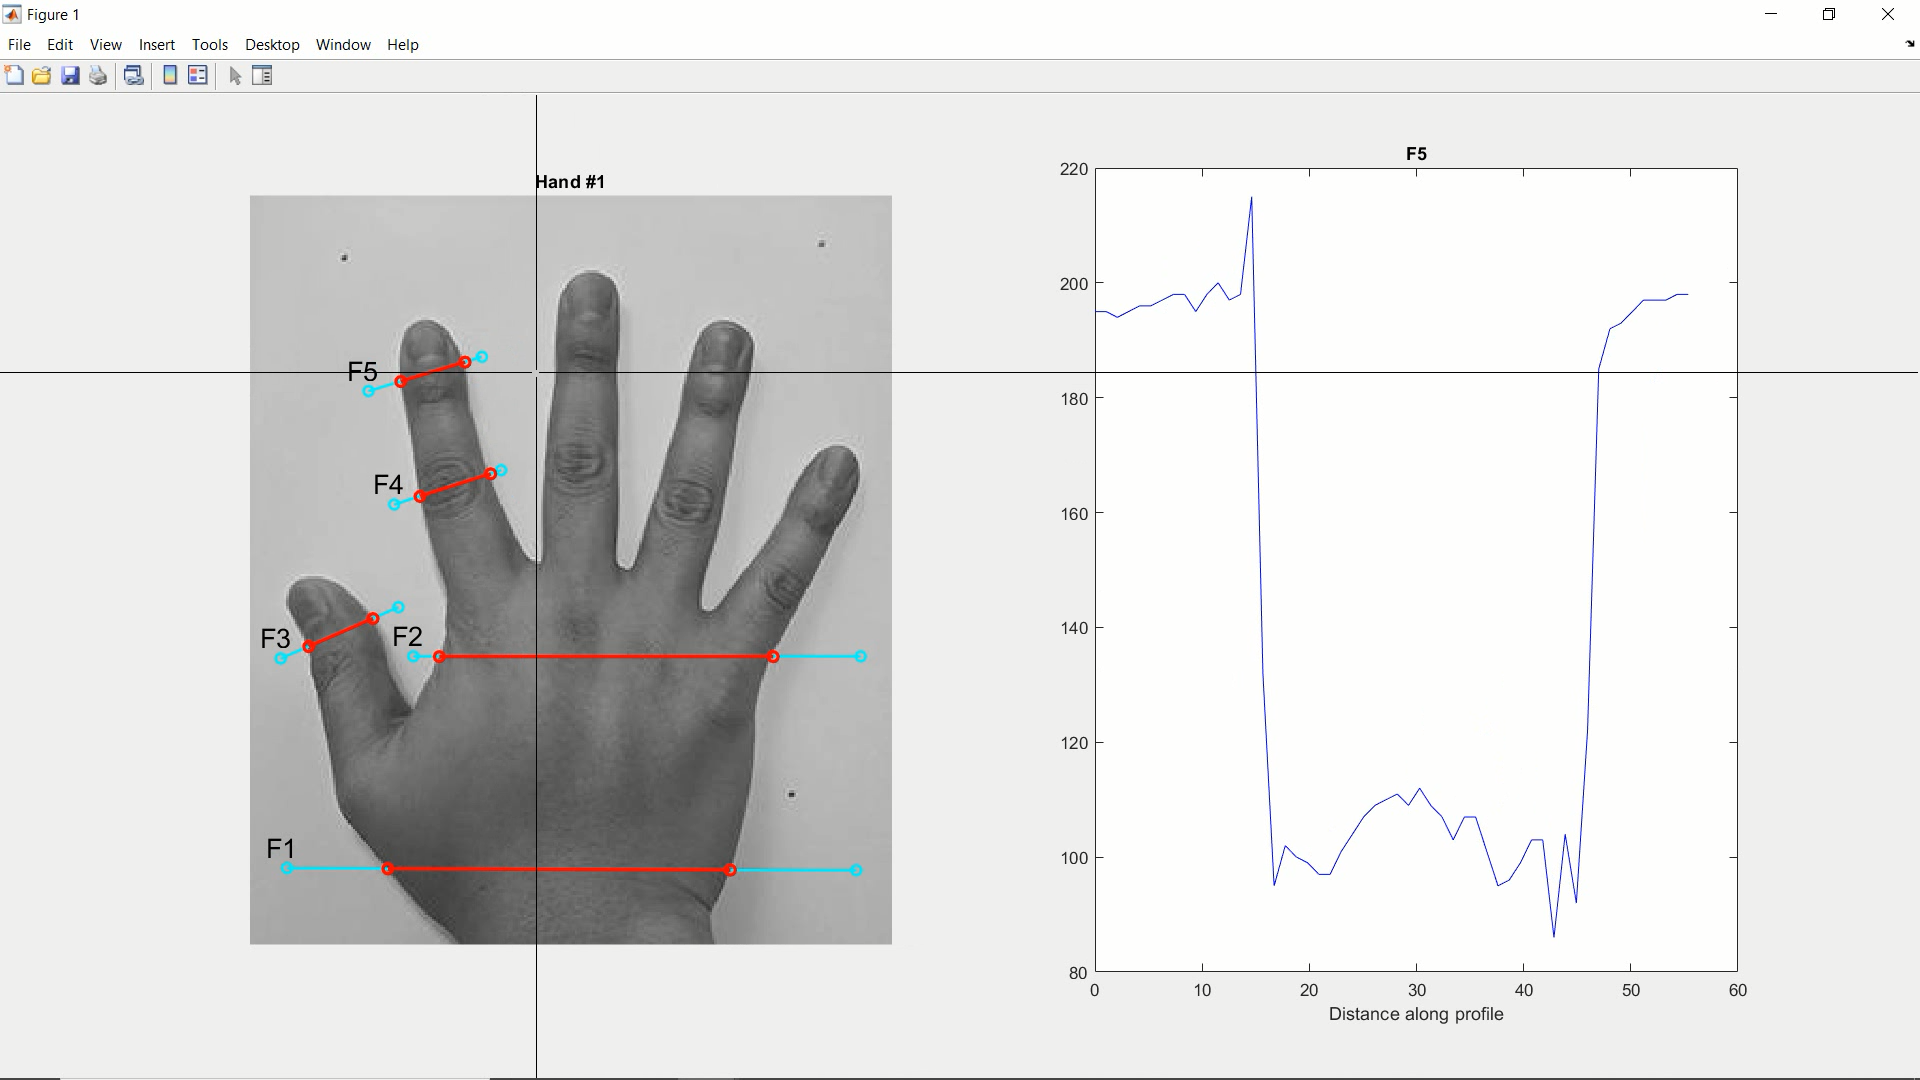 Figure 1
File Edit View Insert Tools Desktop Window Help
Hand #1
F5
F4
F3
F2
F1
F5
220
200
180
160
140
120
100
80
0 10 20 30 40 50 60
Distance along profile